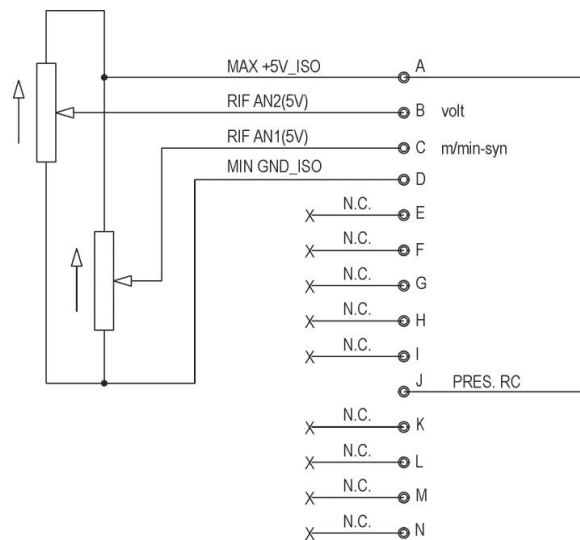 MAX +5V_ISO A
RIF AN2(5V) B volt
RIF AN1(5V) C m/min-syn
MIN GND_ISO D
N.C. E
N.C. F
N.C. G
N.C. H
N.C. I
J PRES. RC
N.C. K
N.C. L
N.C. M
N.C. N